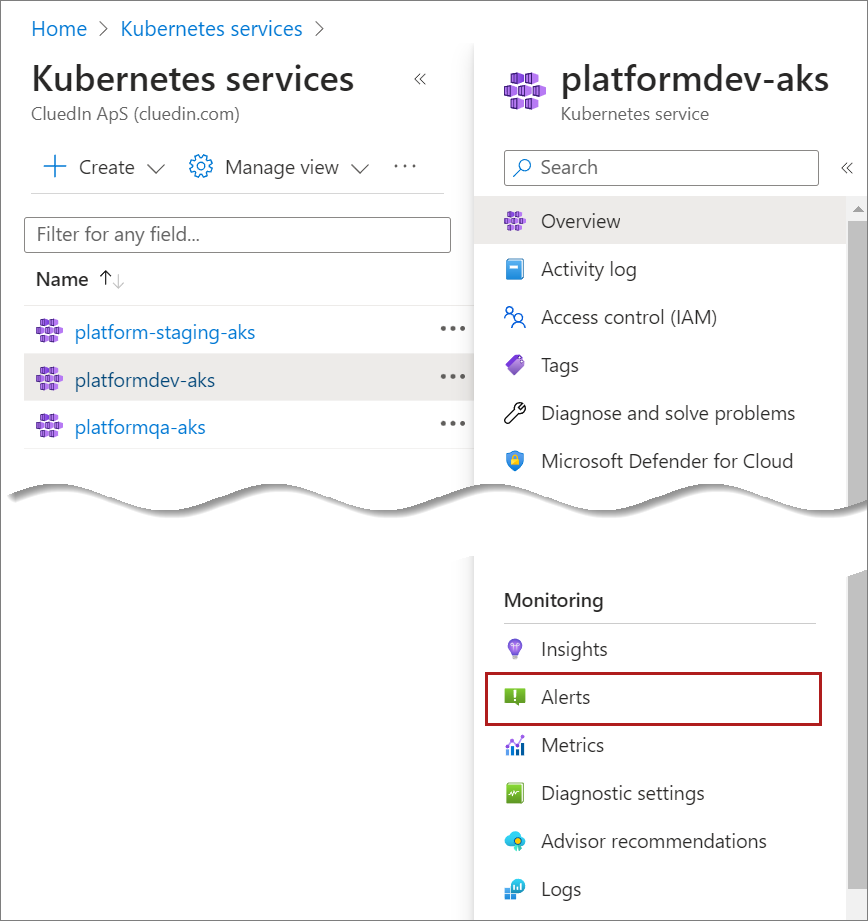 Home > Kubernetes services >
Kubernetes services
CluedIn ApS (cluedin.com)
Create
Manage view
Filter for any field...
Name
platform-staging-aks
platformdev-aks
platformqa-aks
platformdev-aks
Kubernetes service
Search
Overview
Activity log
Access control (IAM)
Tags
Diagnose and solve problems
Microsoft Defender for Cloud
Monitoring
Insights
Alerts
Metrics
Diagnostic settings
Advisor recommendations
Logs